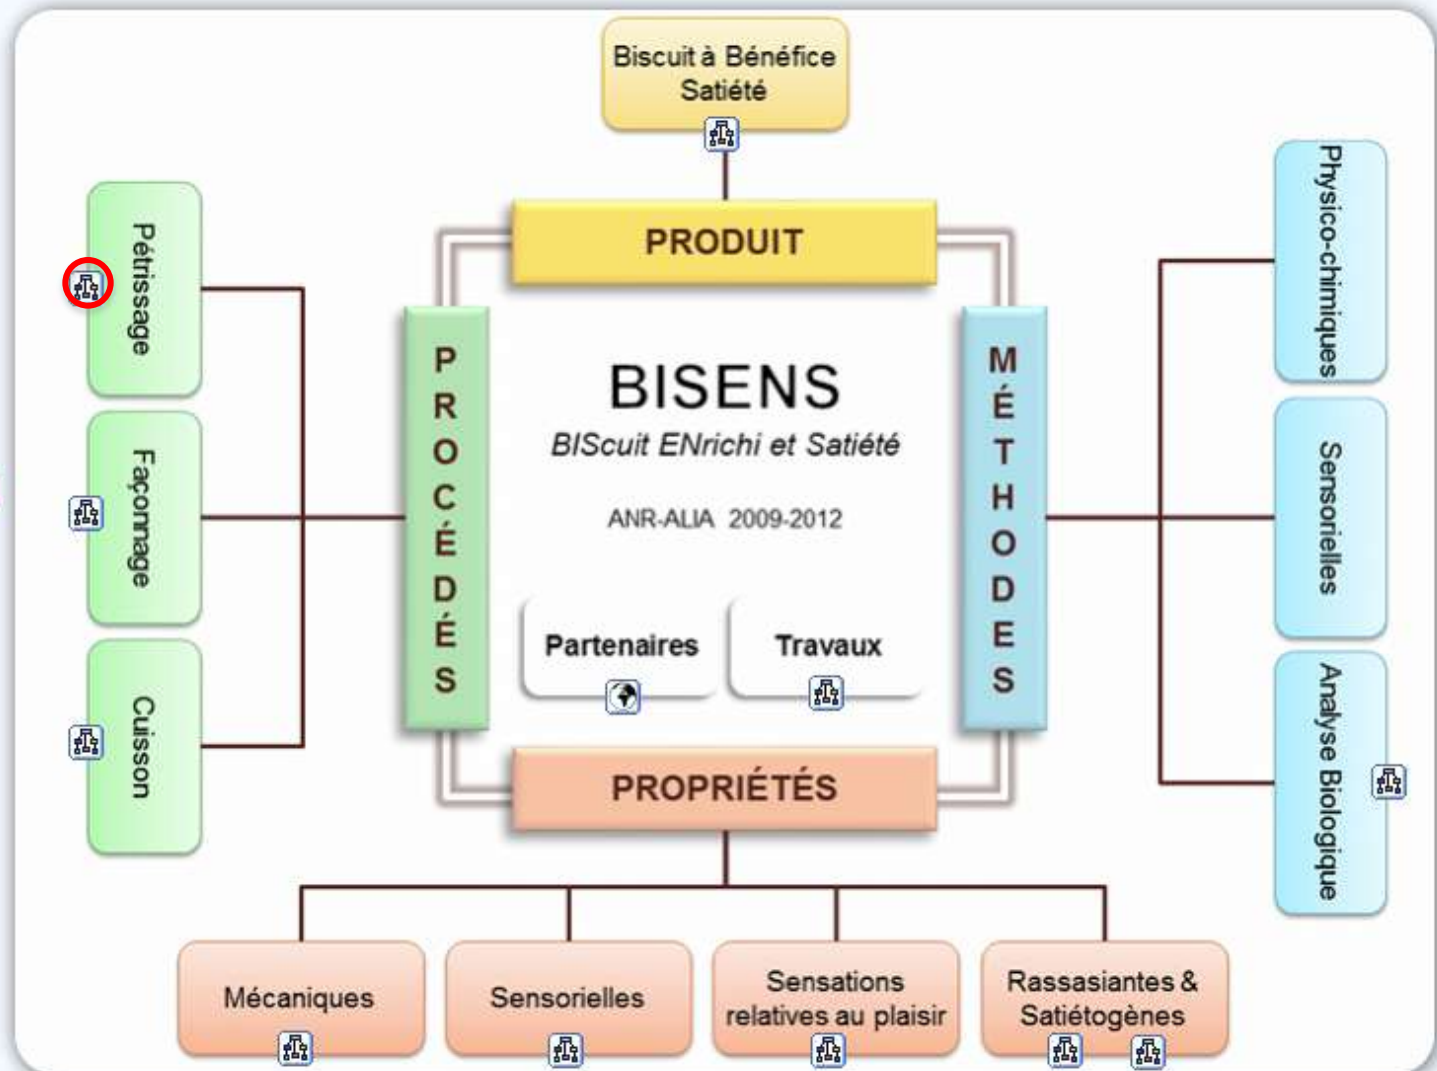 Biscuit à Bénéfice
Satiété
PRODUIT
Pétrissage
Façonnage
Cuisson
PROCÉDÉS
BISENS
BIScuit ENrichi et Satiété
ANR-ALIA 2009-2012
Partenaires
Travaux
MÉTHODES
Physico-chimiques
Sensorielles
Analyse Biologique
PROPRIÉTÉS
Mécaniques
Sensorielles
Sensations
relatives au plaisir
Rassasiantes &
Satiétogènes